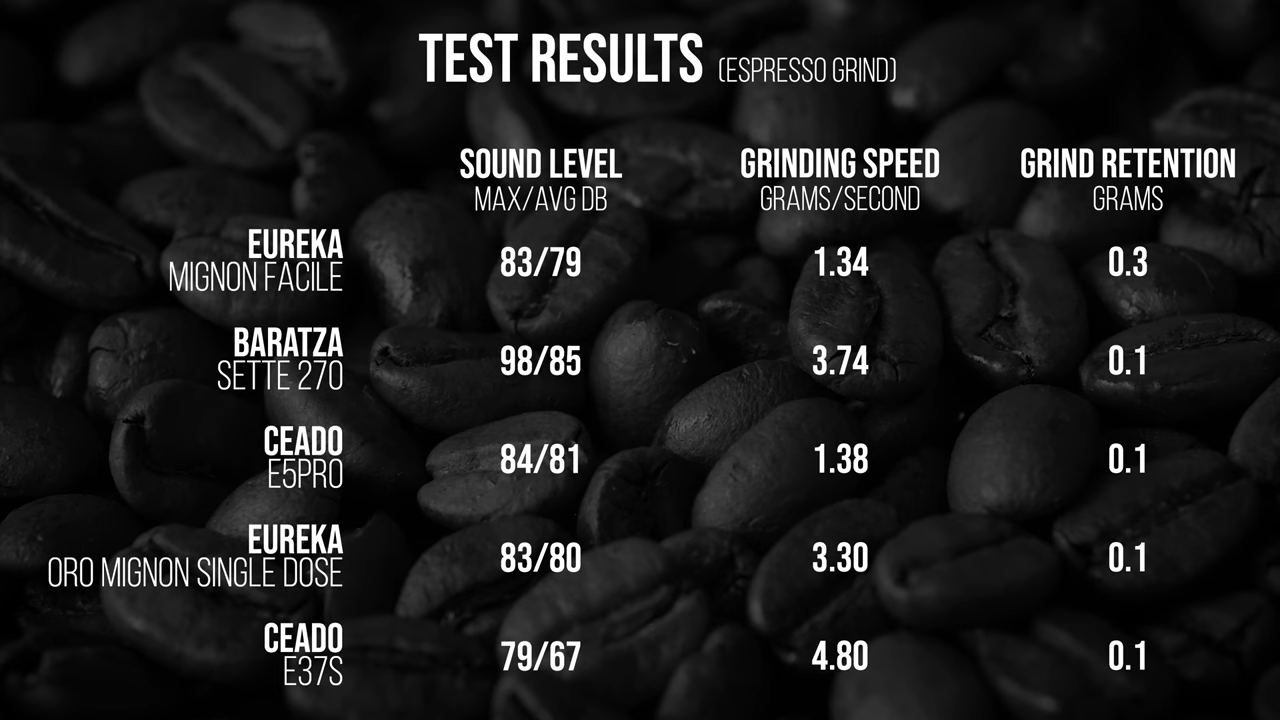 TEST RESULTS (ESPRESSO GRIND)
SOUND LEVEL GRINDING SPEED GRIND RETENTION
MAX/AVG DB GRAMS/SECOND GRAMS
EUREKA
MIGNON FACILE 83/79 1.34 0.3
BARATZA
SETTE 270 98/85 3.74 0.1
CEADO
E5PRO 84/81 1.38 0.1
EUREKA
ORO MIGNON SINGLE DOSE 83/80 3.30 0.1
CEADO
E37S 79/67 4.80 0.1